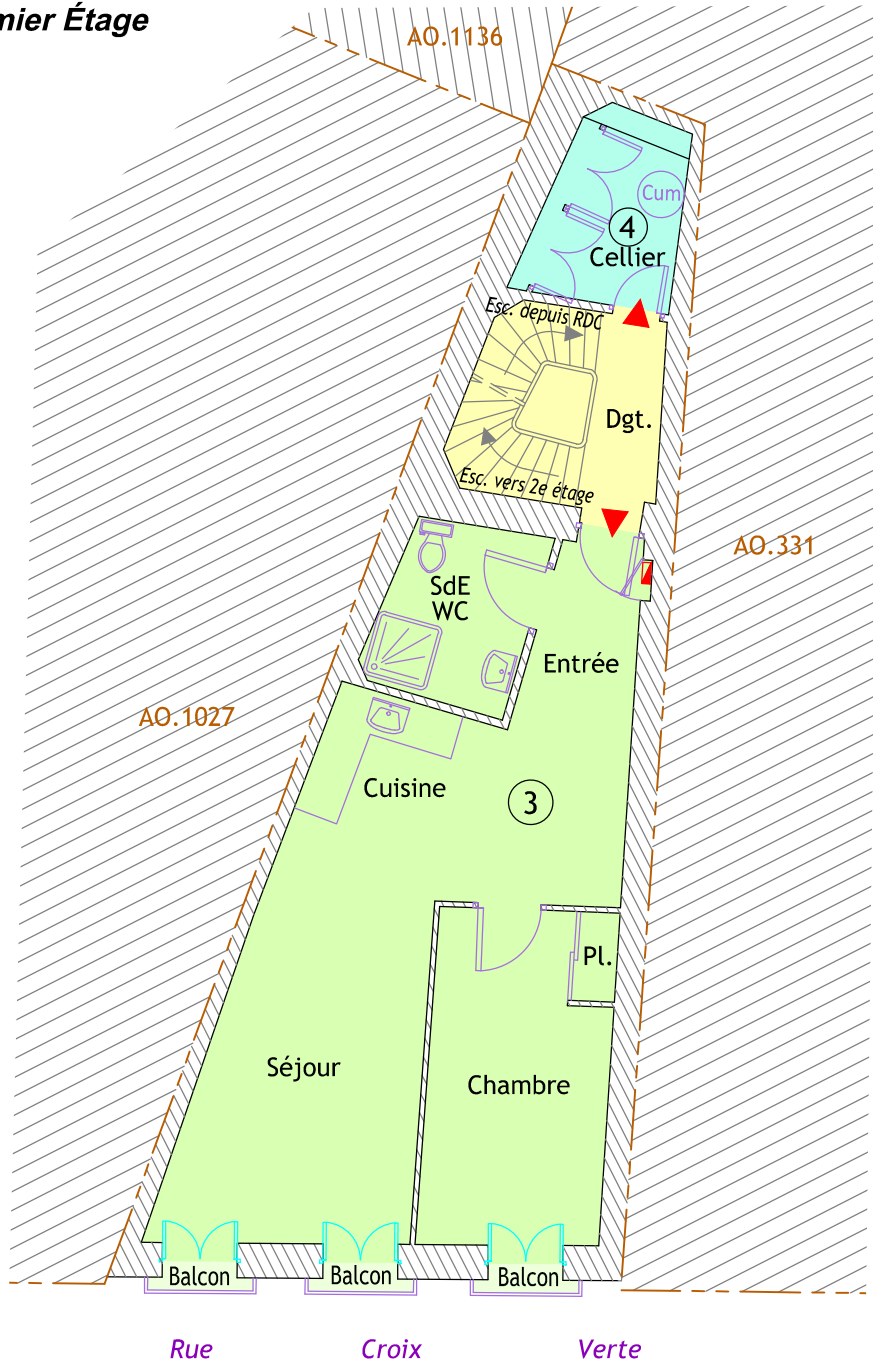 mier Étage
AO.1136
Cum
4
Cellier
Esc. depuis RDC
Dgt.
Esc. vers 2e étage
AO.331
SdE
WC
Entrée
AO.1027
Cuisine
3
Pl.
Séjour
Chambre
Balcon
Balcon
Balcon
Rue Croix Verte